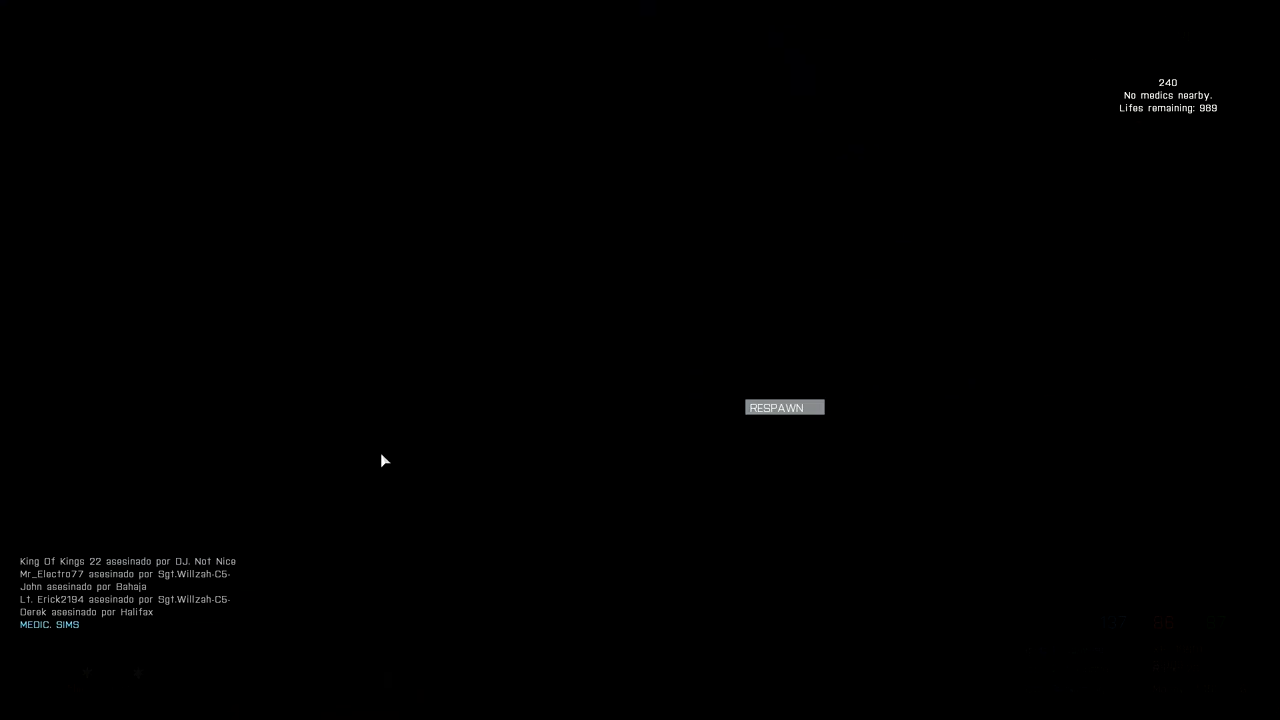 240
No medics nearby.
Lifes remaining: 989
RESPAWN
King Of Kings 22 asesinado por DJ. Not Nice
Mr_Electro77 asesinado por Sgt.Willzah-C6-
John asesinado por Bahaja
Lt. Erick2194 asesinado por Sgt.Willzah-C6-
Derek asesinado por Halifax
MEDIC. SIMS